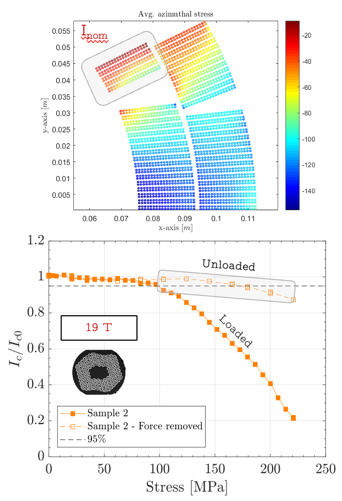 Avg. azimuthal stress
Inom
0.055
0.05
0.045
0.04
0.035
0.03
0.025
0.02
0.015
0.01
0.005
y-axis [m]
0.06 0.07 0.08 0.09 0.1 0.11
x-axis [m]
-20
-40
-60
-80
-100
-120
-140
1.2
1
0.8
0.6
0.4
0.2
0
Ic/Ic0
Unloaded
Loaded
19 T
Sample 2
Sample 2 - Force removed
95%
0 50 100 150 200 250
Stress [MPa]